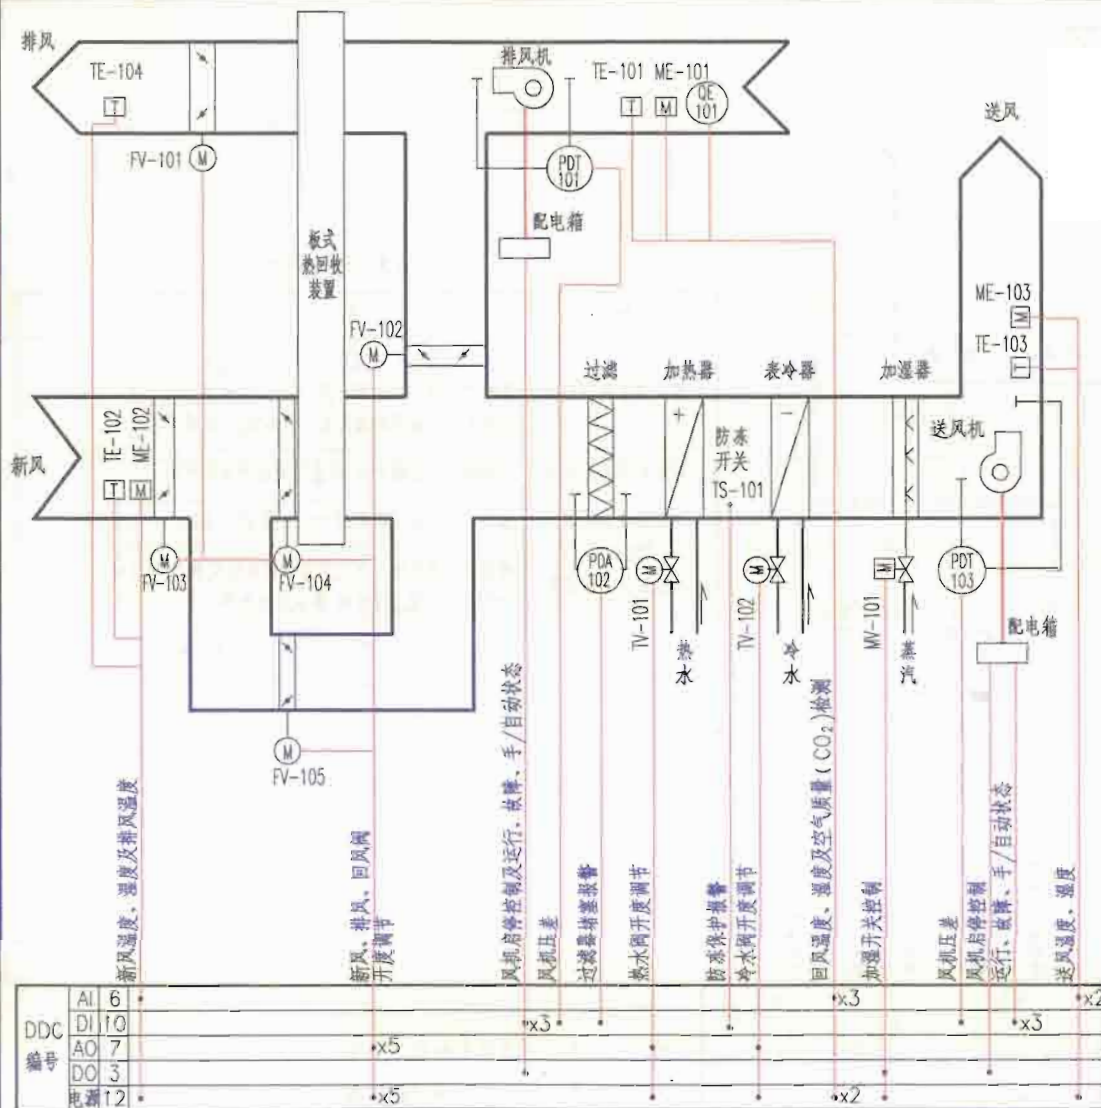 排风
TE-104
排风机
TE-101 ME-101
QE
101
T
T
M
送风
FV-101
M
PDT
101
配电箱
板式
热回收
装置
ME-103
M
FV-102
M
TE-103
T
过滤
加热器
表冷器
加湿器
送风机
新风
TE-102
ME-102
T
M
+
-
防冻
开关
TS-101
M
FV-103
M
FV-104
PDA
102
M
TV-101
M
TV-102
M
MV-101
PDT
103
配电箱
热水
冷水
蒸汽
M
FV-105
新风温度、湿度及排风温度
新风、排风、回风阀
开度调节
风机启停控制及运行、故障、手/自动状态
风机压差
过滤器堵塞报警
热水阀开度调节
防冻保护报警
冷水阀开度调节
回风温度、湿度及空气质量(CO₂)检测
加湿开关控制
风机压差
风机启停控制
运行、故障、手/自动状态
送风温度、湿度
DDC
编号
AI 6 x3 x2
DI 10 x3 x3
AO 7 x5
DO 3
电源 12 x5 x2